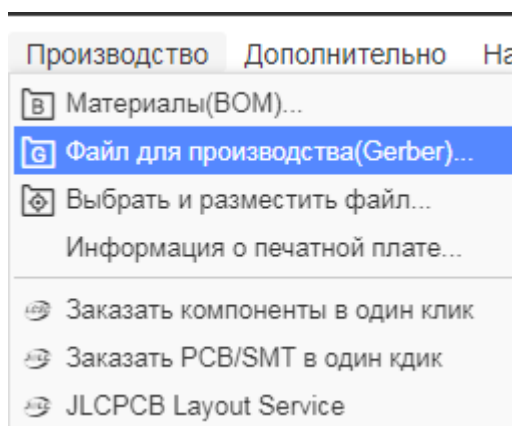 Производство Дополнительно На
Материалы(BOM)...
Файл для производства(Gerber)...
Выбрать и разместить файл...
Информация о печатной плате...
Заказать компоненты в один клик
Заказать PCB/SMT в один кдик
JLCPCB Layout Service